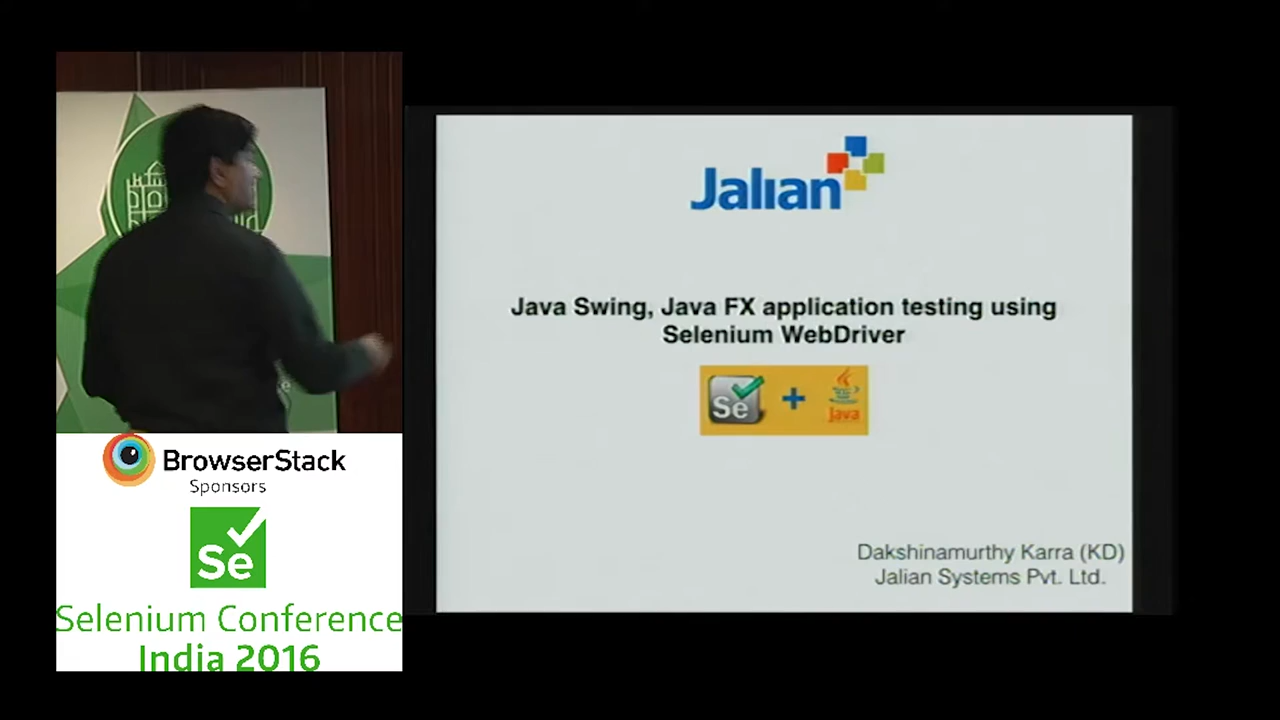 BrowserStack
Sponsors
Se
Selenium Conference
India 2016
Jalian
Java Swing, Java FX application testing using
Selenium WebDriver
Se + Java
Dakshinamurthy Karra (KD)
Jalian Systems Pvt. Ltd.